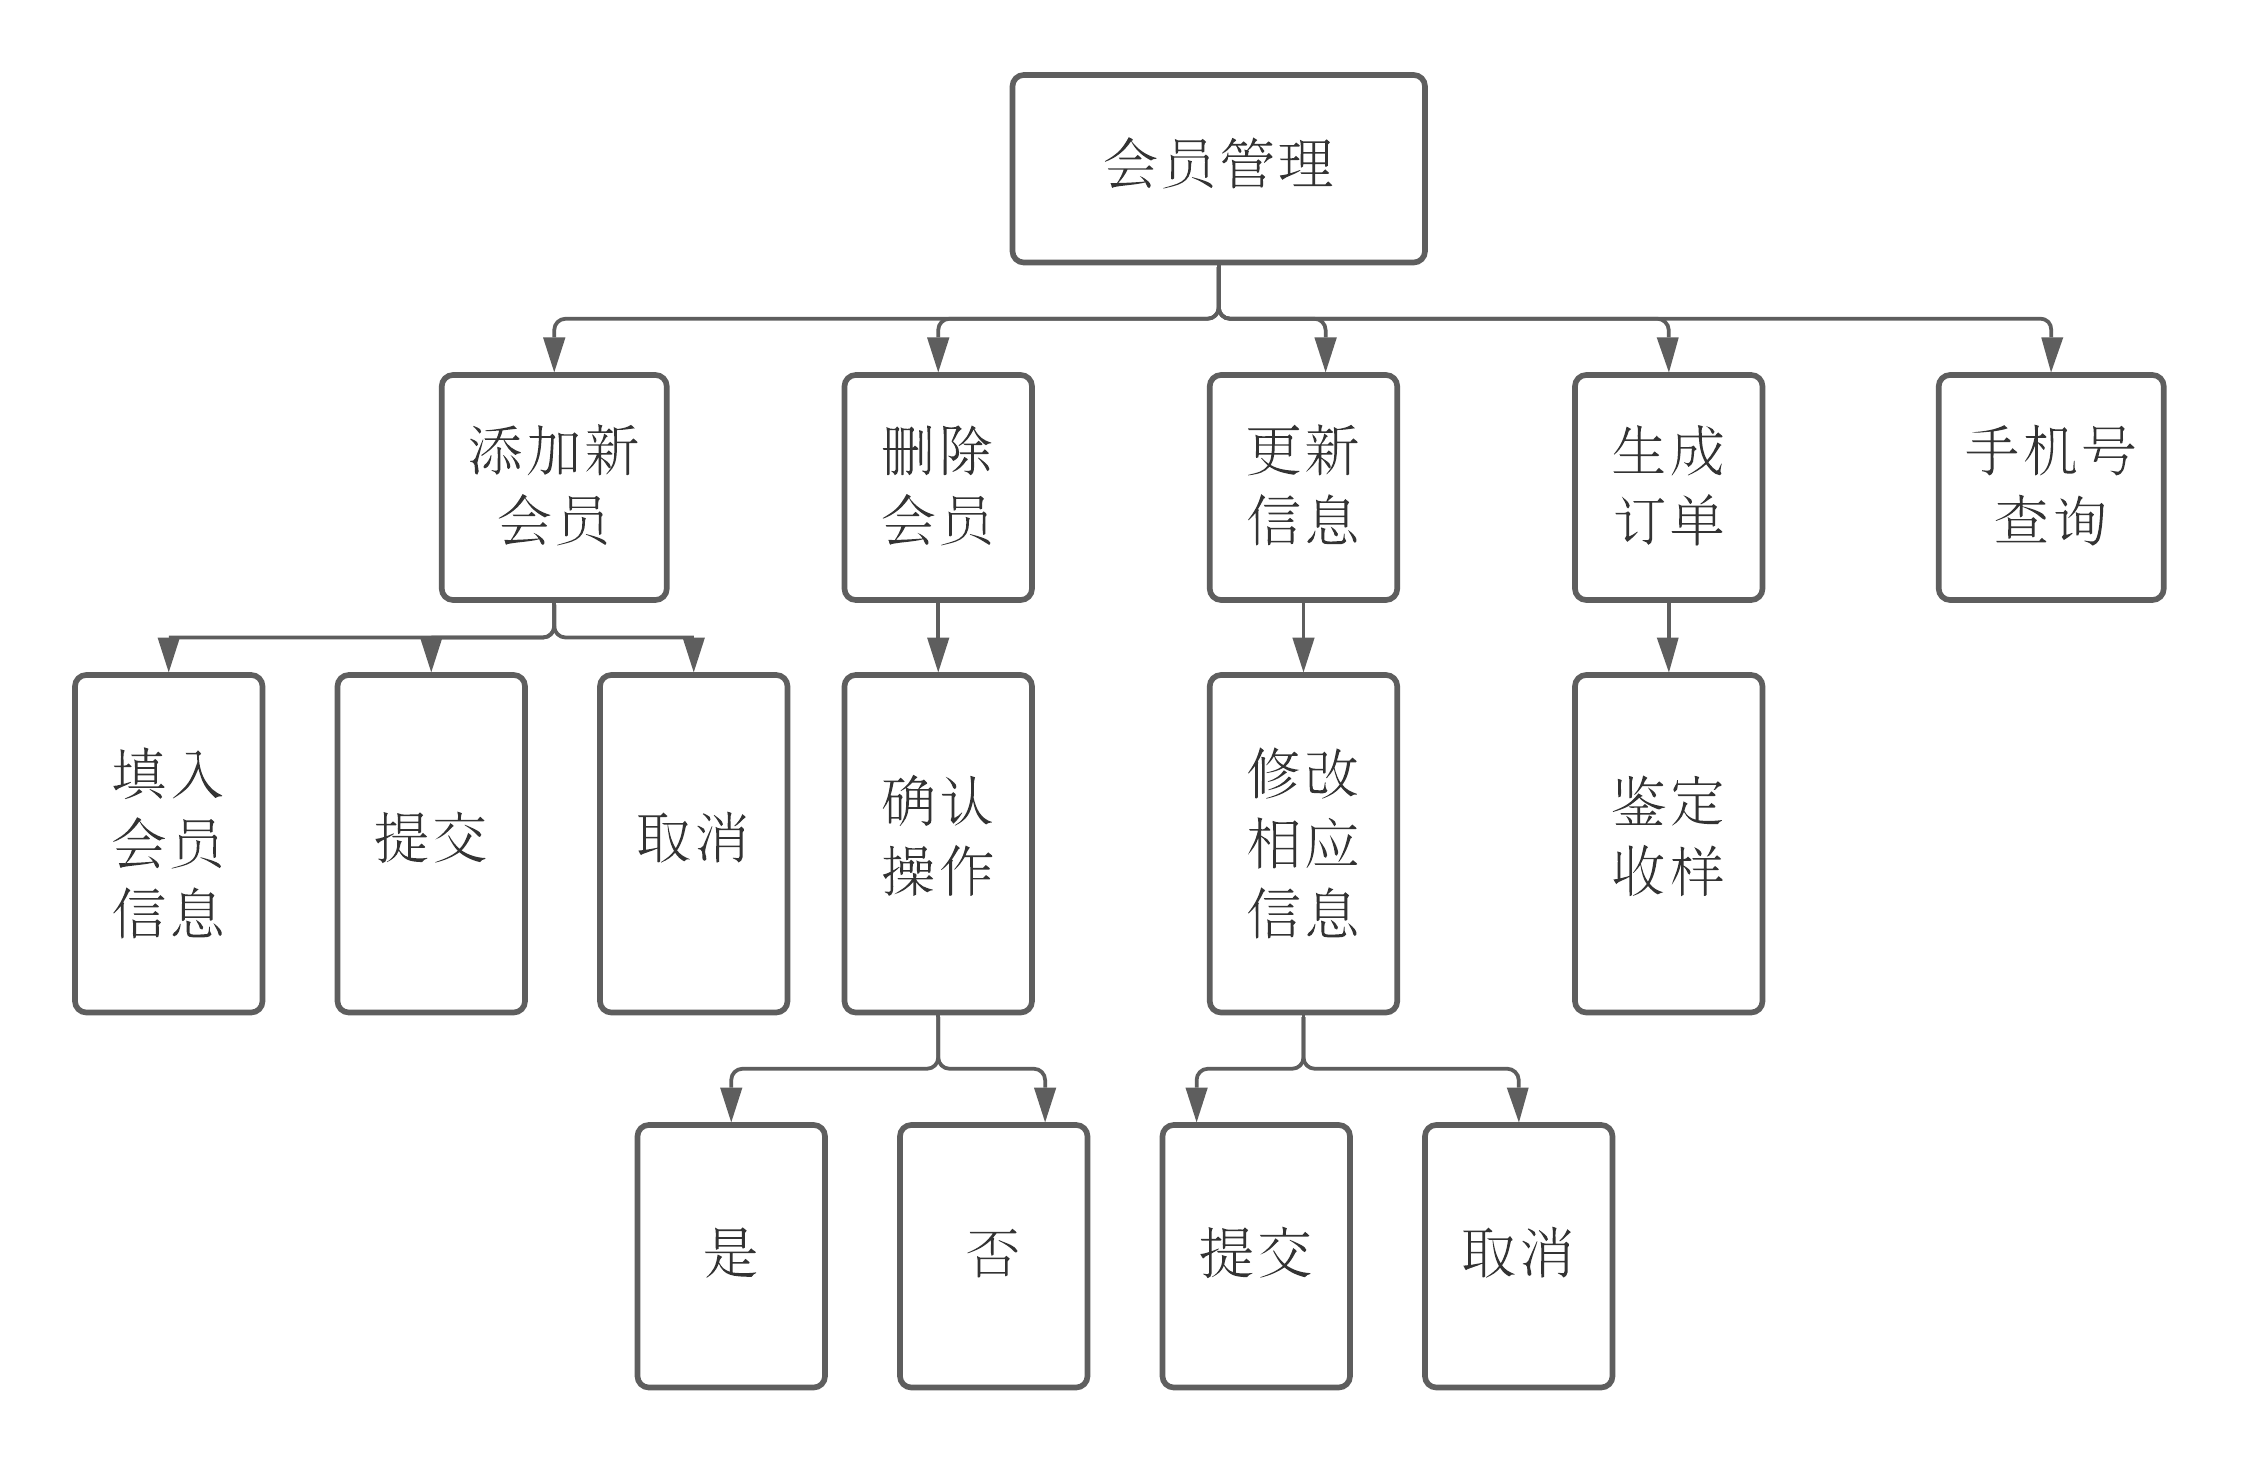 会员管理
添加新
会员
删除
会员
更新
信息
生成
订单
手机号
查询
填入
会员
信息
提交
取消
确认
操作
修改
相应
信息
鉴定
收样
是
否
提交
取消